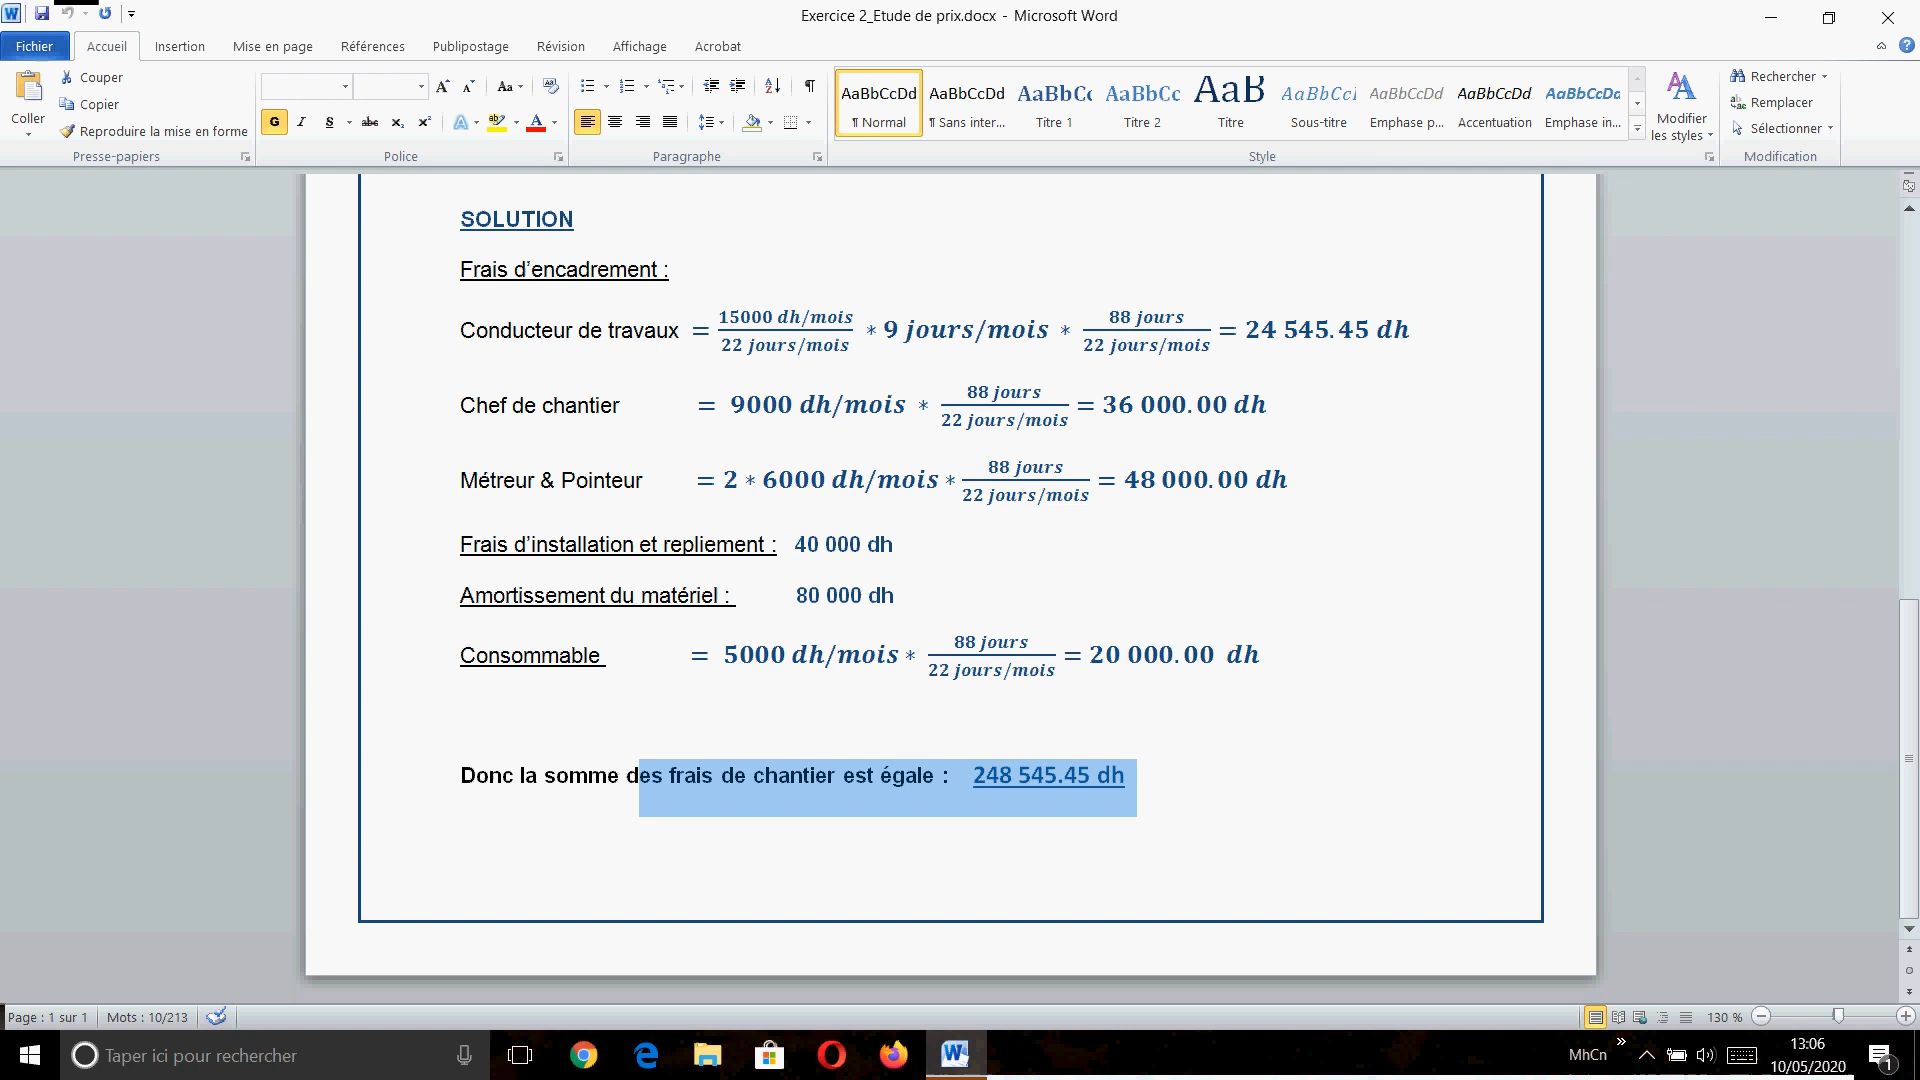 Exercice 2_Etude de prix.docx - Microsoft Word
Fichier Accueil Insertion Mise en page Références Publipostage Révision Affichage Acrobat
Coller
Couper
Copier
Reproduire la mise en forme
Presse-papiers
G I S abc x₂ x² A ab A
Aa
Police
Paragraphe
AaBbCcDd AaBbCcDd AaBbCc AaBbCc AaB AaBbCcI AaBbCcDd AaBbCcDd AaBbCcDd
¶ Normal ¶ Sans inter... Titre 1 Titre 2 Titre Sous-titre Emphase p... Accentuation Emphase in...
Style
Modifier
les styles
Rechercher
Remplacer
Sélectionner
Modification
SOLUTION
Frais d'encadrement :
Conducteur de travaux = 15000 dh/mois / 22 jours/mois * 9 jours/mois * 88 jours / 22 jours/mois = 24 545.45 dh
Chef de chantier = 9000 dh/mois * 88 jours / 22 jours/mois = 36 000.00 dh
Métreur & Pointeur = 2 * 6000 dh/mois * 88 jours / 22 jours/mois = 48 000.00 dh
Frais d'installation et repliement : 40 000 dh
Amortissement du matériel : 80 000 dh
Consommable = 5000 dh/mois * 88 jours / 22 jours/mois = 20 000.00 dh
Donc la somme des frais de chantier est égale : 248 545.45 dh
Page : 1 sur 1 Mots : 10/213 130 %
Taper ici pour rechercher
MhCn
13:06
10/05/2020
1